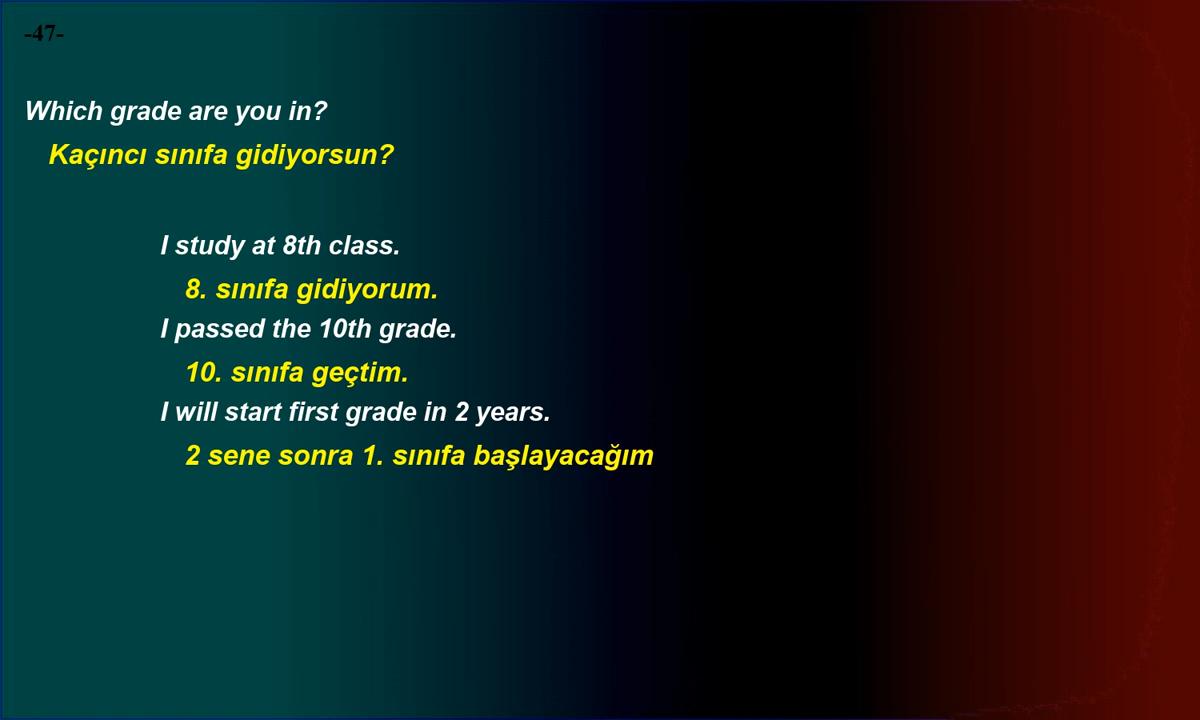 -47-
Which grade are you in?
Kaçıncı sınıfa gidiyorsun?
I study at 8th class.
8. sınıfa gidiyorum.
I passed the 10th grade.
10. sınıfa geçtim.
I will start first grade in 2 years.
2 sene sonra 1. sınıfa başlayacağım